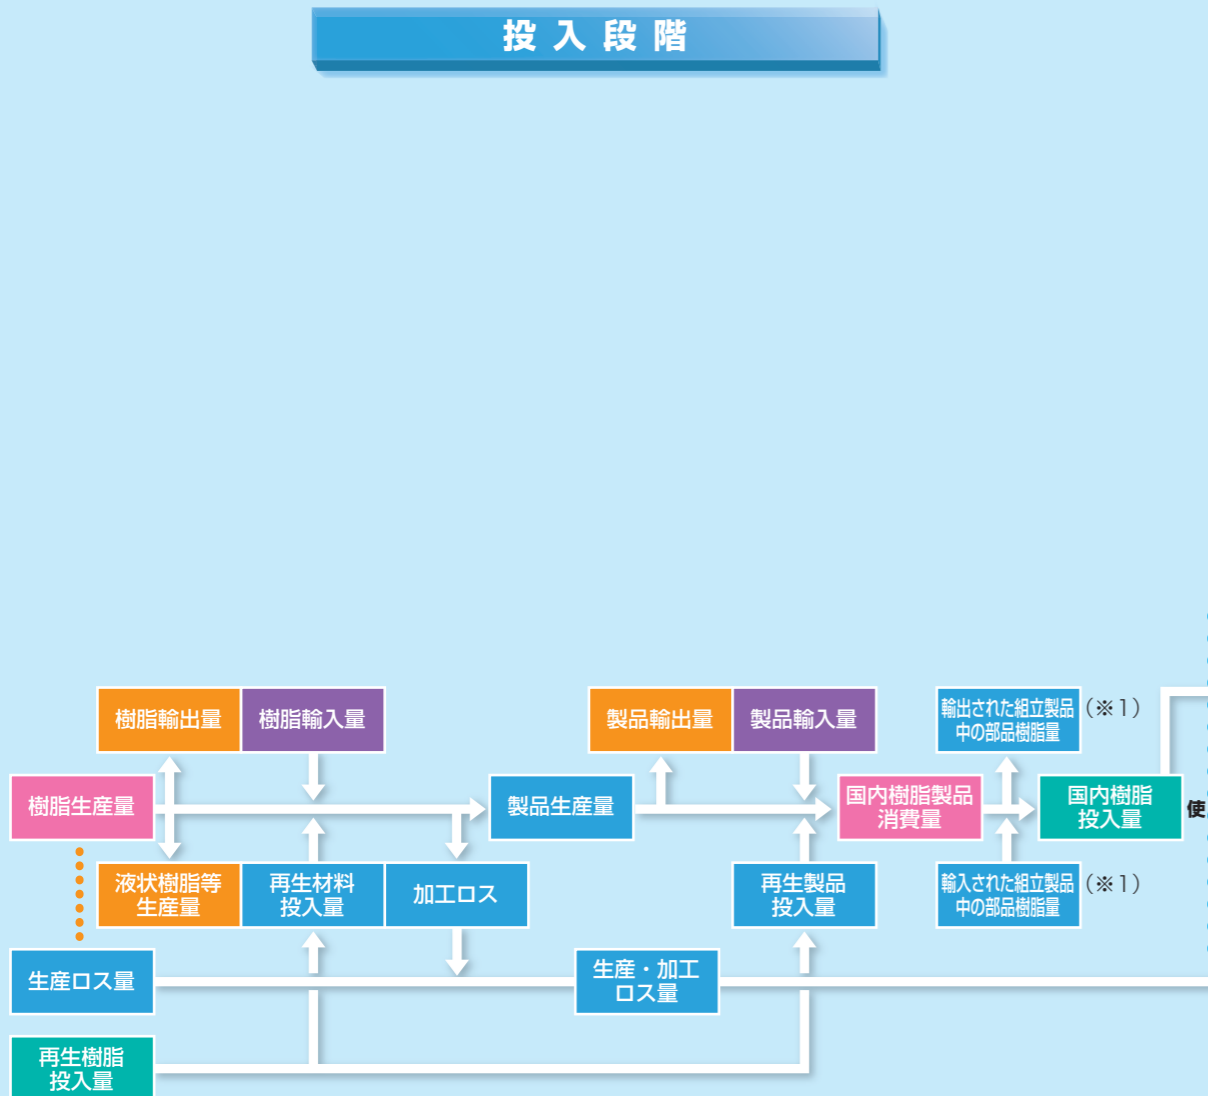 投入段階
樹脂輸出量
樹脂輸入量
製品輸出量
製品輸入量
輸出された組立製品
中の部品樹脂量
(※1)
樹脂生産量
製品生産量
国内樹脂製品
消費量
国内樹脂
投入量
使
液状樹脂等
生産量
再生材料
投入量
加工ロス
再生製品
投入量
輸入された組立製品
中の部品樹脂量
(※1)
生産ロス量
生産・加工
ロス量
再生樹脂
投入量